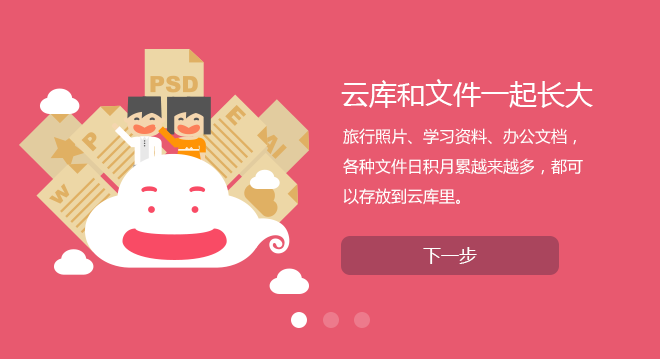 PSD
P
E
AI
W
云库和文件一起长大
旅行照片、学习资料、办公文档，
各种文件日积月累越来越多，都可
以存放到云库里。
下一步